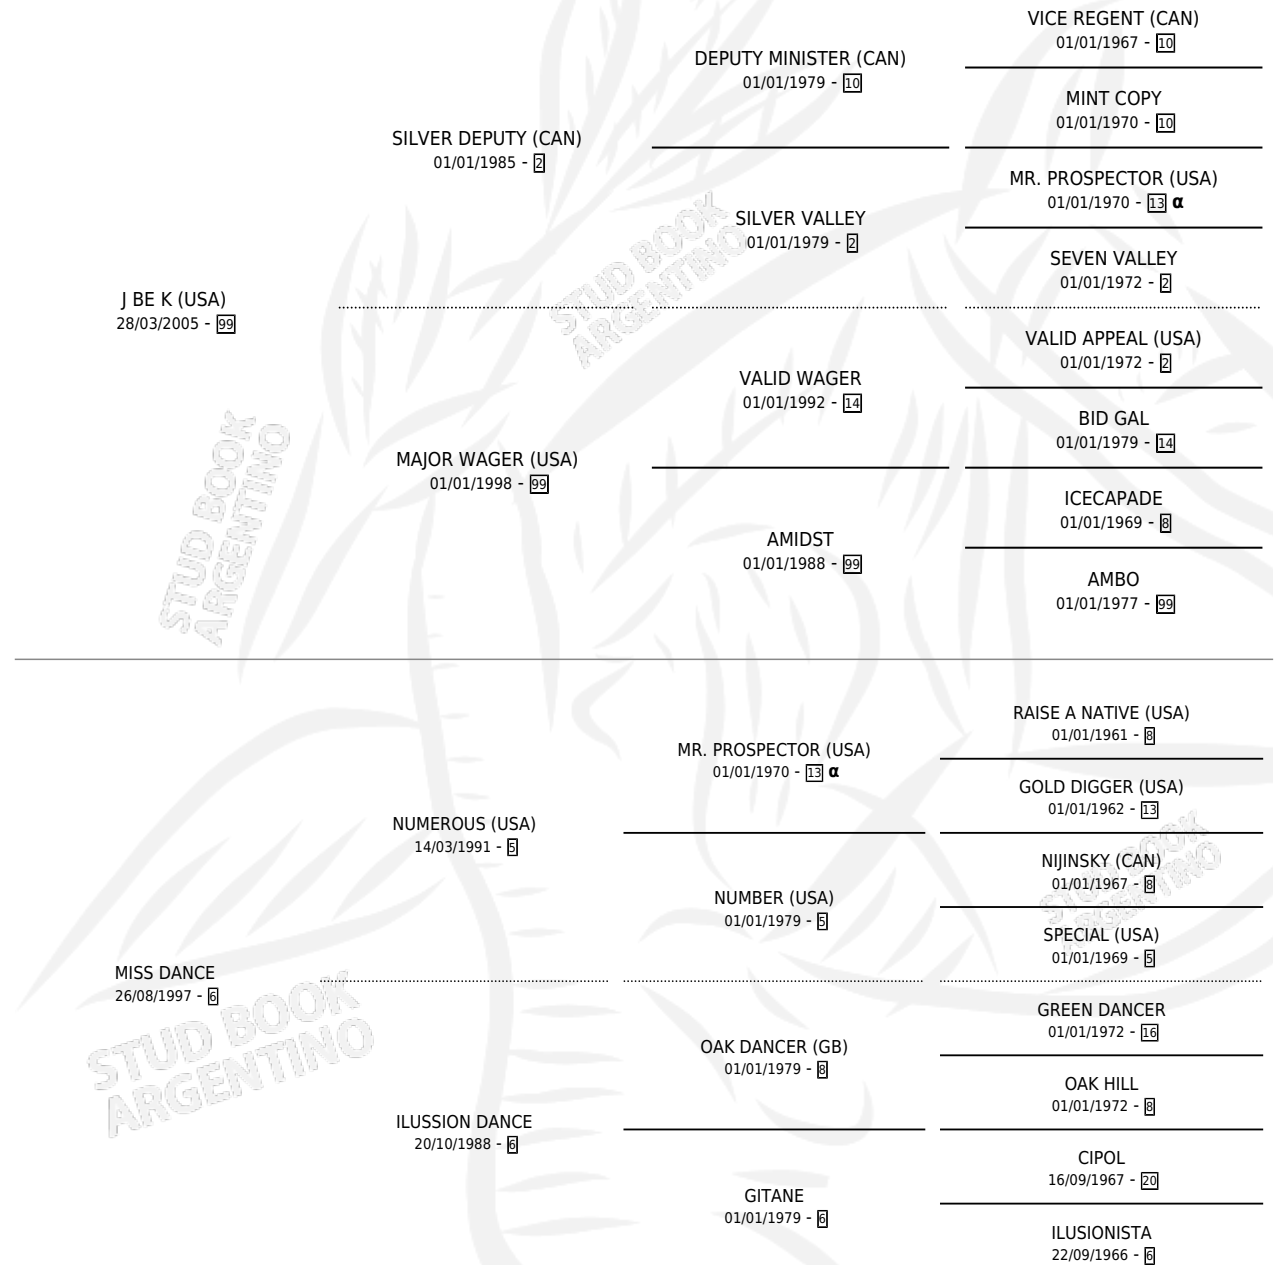 VICE REGENT (CAN)
01/01/1967 - 10
DEPUTY MINISTER (CAN)
01/01/1979 - 10
MINT COPY
01/01/1970 - 10
SILVER DEPUTY (CAN)
01/01/1985 - 2
MR. PROSPECTOR (USA)
01/01/1970 - 13 α
SILVER VALLEY
01/01/1979 - 2
SEVEN VALLEY
01/01/1972 - 2
J BE K (USA)
28/03/2005 - 99
VALID APPEAL (USA)
01/01/1972 - 2
VALID WAGER
01/01/1992 - 14
BID GAL
01/01/1979 - 14
MAJOR WAGER (USA)
01/01/1998 - 99
ICECAPADE
01/01/1969 - 8
AMIDST
01/01/1988 - 99
AMBO
01/01/1977 - 99
RAISE A NATIVE (USA)
01/01/1961 - 8
MR. PROSPECTOR (USA)
01/01/1970 - 13 α
GOLD DIGGER (USA)
01/01/1962 - 13
NUMEROUS (USA)
14/03/1991 - 5
NIJINSKY (CAN)
01/01/1967 - 8
NUMBER (USA)
01/01/1979 - 5
SPECIAL (USA)
01/01/1969 - 5
MISS DANCE
26/08/1997 - 6
GREEN DANCER
01/01/1972 - 16
OAK DANCER (GB)
01/01/1979 - 8
OAK HILL
01/01/1972 - 8
ILUSSION DANCE
20/10/1988 - 6
CIPOL
16/09/1967 - 20
GITANE
01/01/1979 - 6
ILUSIONISTA
22/09/1966 - 6
STUD BOOK
ARGENTINO
STUD BOOK
ARGENTINO
STUD BOOK
ARGENTINO
STUD BOOK
ARGENTINO